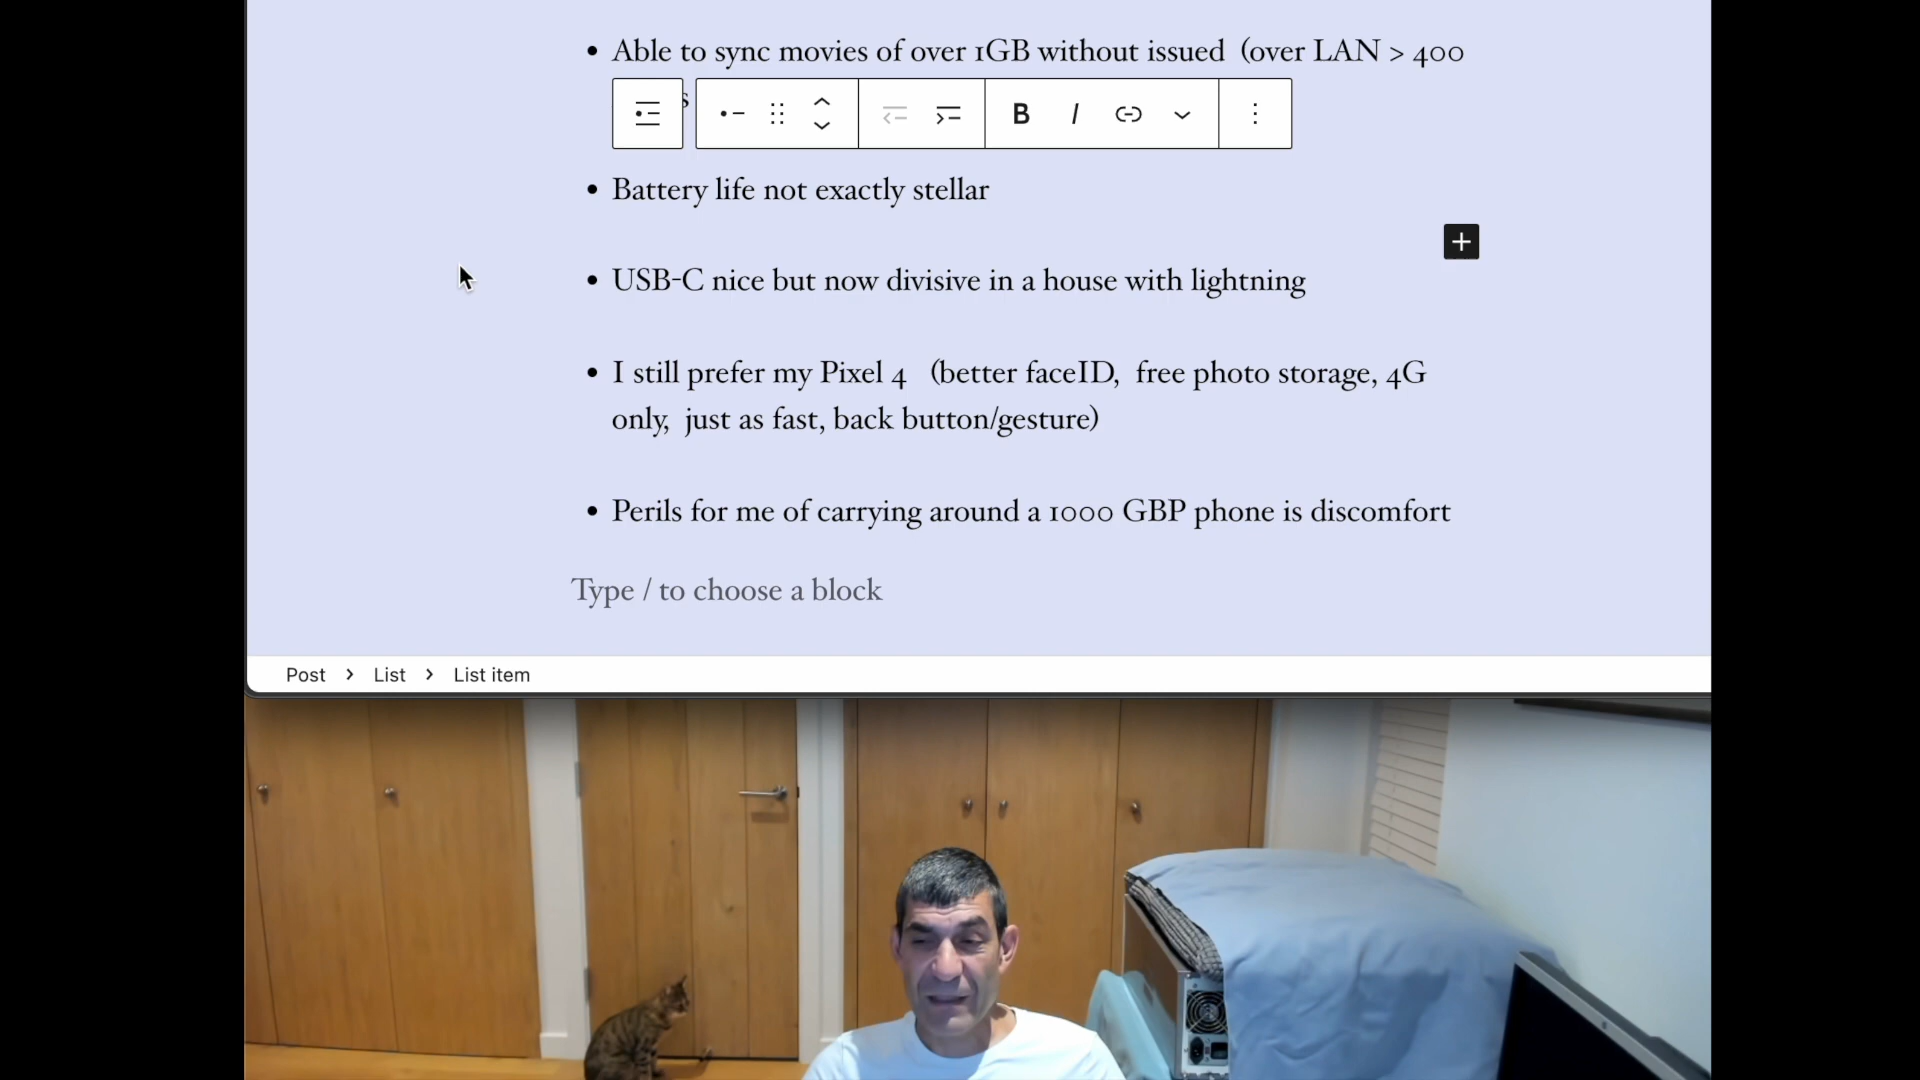 • Able to sync movies of over 1GB without issued (over LAN > 400
s
B I
• Battery life not exactly stellar
• USB-C nice but now divisive in a house with lightning
• I still prefer my Pixel 4 (better faceID, free photo storage, 4G
only, just as fast, back button/gesture)
• Perils for me of carrying around a 1000 GBP phone is discomfort
Type / to choose a block
Post > List > List item